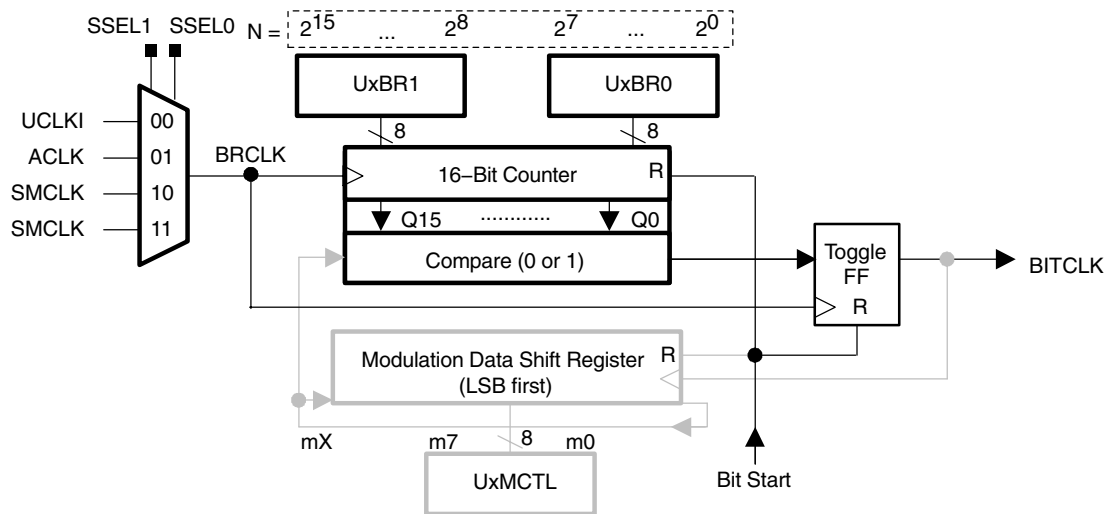 SSEL1 SSEL0 N = 2^15 ... 2^8 2^7 ... 2^0
UxBR1 UxBR0
8 8
UCLKI 00
ACLK 01 BRCLK
SMCLK 10
SMCLK 11
16–Bit Counter R
Q15 ............ Q0
Compare (0 or 1)
Toggle
FF
R
BITCLK
Modulation Data Shift Register R
(LSB first)
mX m7 8 m0
UxMCTL
Bit Start